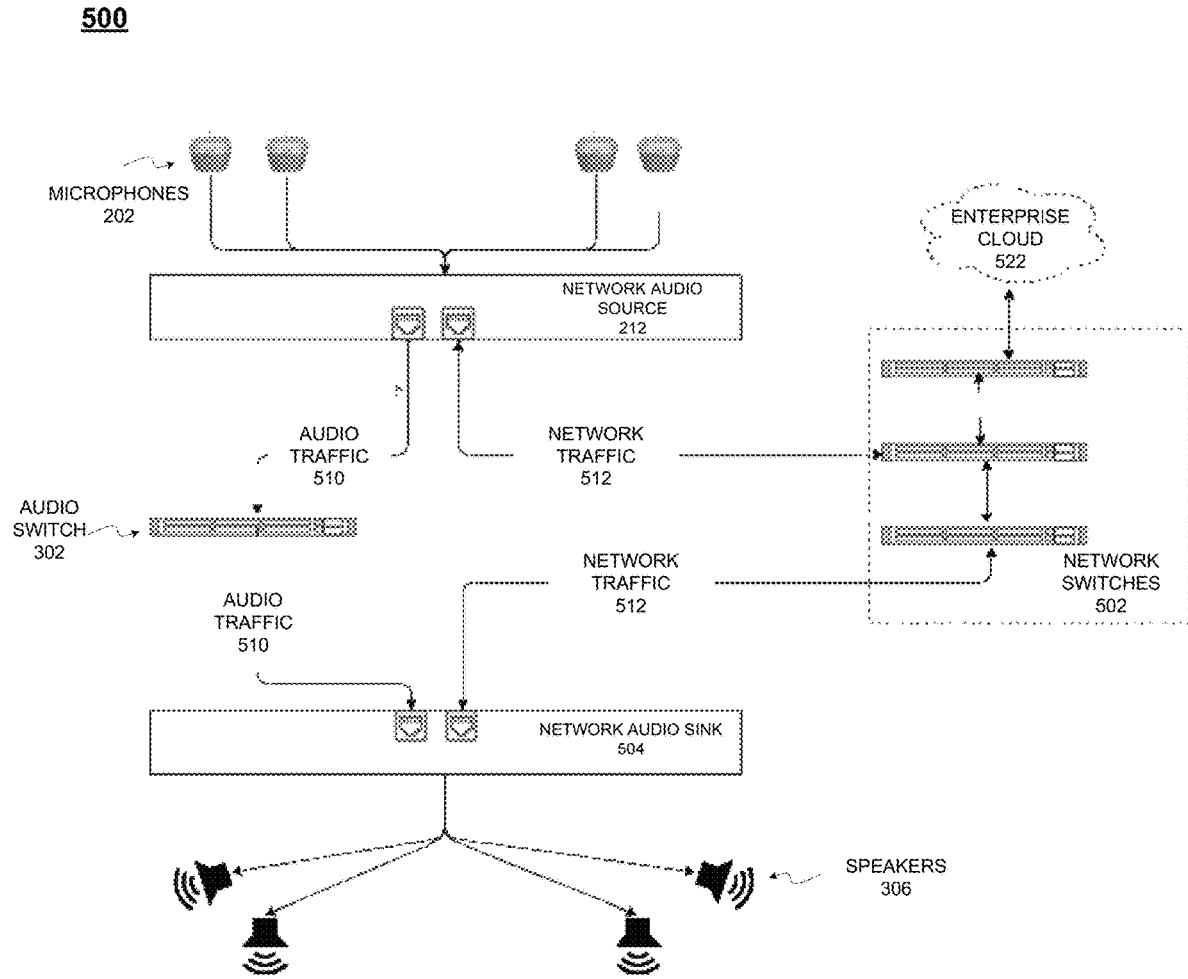 500
MICROPHONES
202
ENTERPRISE
CLOUD
522
NETWORK AUDIO
SOURCE
212
AUDIO
TRAFFIC
510
NETWORK
TRAFFIC
512
AUDIO
SWITCH
302
NETWORK
TRAFFIC
512
NETWORK
SWITCHES
502
AUDIO
TRAFFIC
510
NETWORK AUDIO SINK
504
SPEAKERS
306